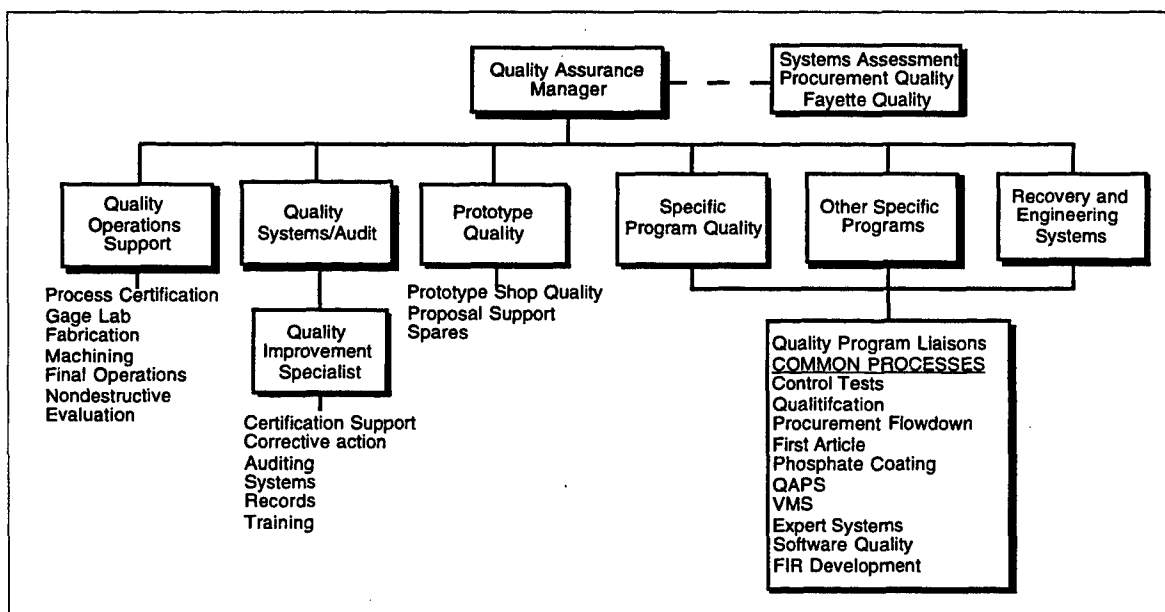 Quality Assurance
Manager
Systems Assessment
Procurement Quality
Fayette Quality
Quality
Operations
Support
Quality
Systems/Audit
Prototype
Quality
Specific
Program Quality
Other Specific
Programs
Recovery and
Engineering
Systems
Process Certification
Gage Lab
Fabrication
Machining
Final Operations
Nondestructive
Evaluation
Quality
Improvement
Specialist
Certification Support
Corrective action
Auditing
Systems
Records
Training
Prototype Shop Quality
Proposal Support
Spares
Quality Program Liaisons
COMMON PROCESSES
Control Tests
Qualitifcation
Procurement Flowdown
First Article
Phosphate Coating
QAPS
VMS
Expert Systems
Software Quality
FIR Development